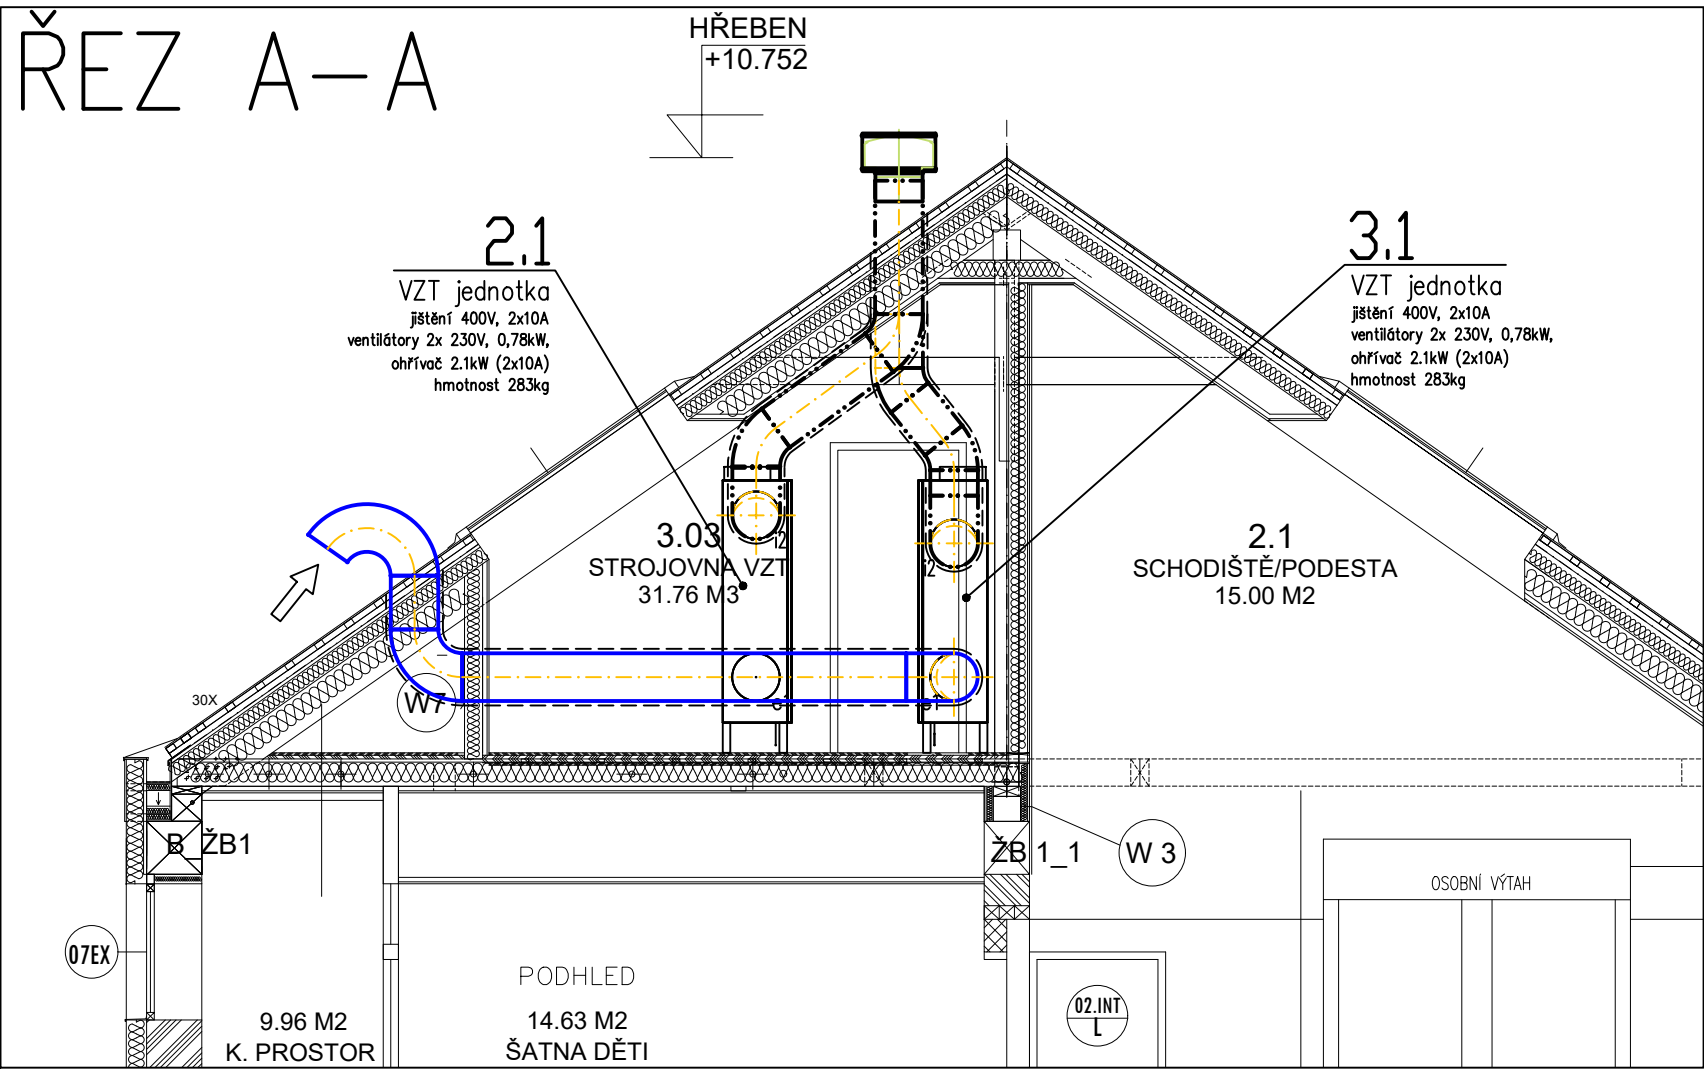 ŘEZ A-A
HŘEBEN
+10.752
2.1
VZT jednotka
jištění 400V, 2x10A
ventilátory 2x 230V, 0,78kW,
ohřívač 2.1kW (2x10A)
hmotnost 283kg
3.1
VZT jednotka
jištění 400V, 2x10A
ventilátory 2x 230V, 0,78kW,
ohřívač 2.1kW (2x10A)
hmotnost 283kg
3.03
STROJOVNA VZT
31.76 M3
i2
i2
2.1
SCHODIŠTĚ/PODESTA
15.00 M2
30X
W7
B_ŽB1
ŽB 1_1
W 3
OSOBNÍ VÝTAH
07EX
PODHLED
02.INT
L
9.96 M2
K. PROSTOR
14.63 M2
ŠATNA DĚTI